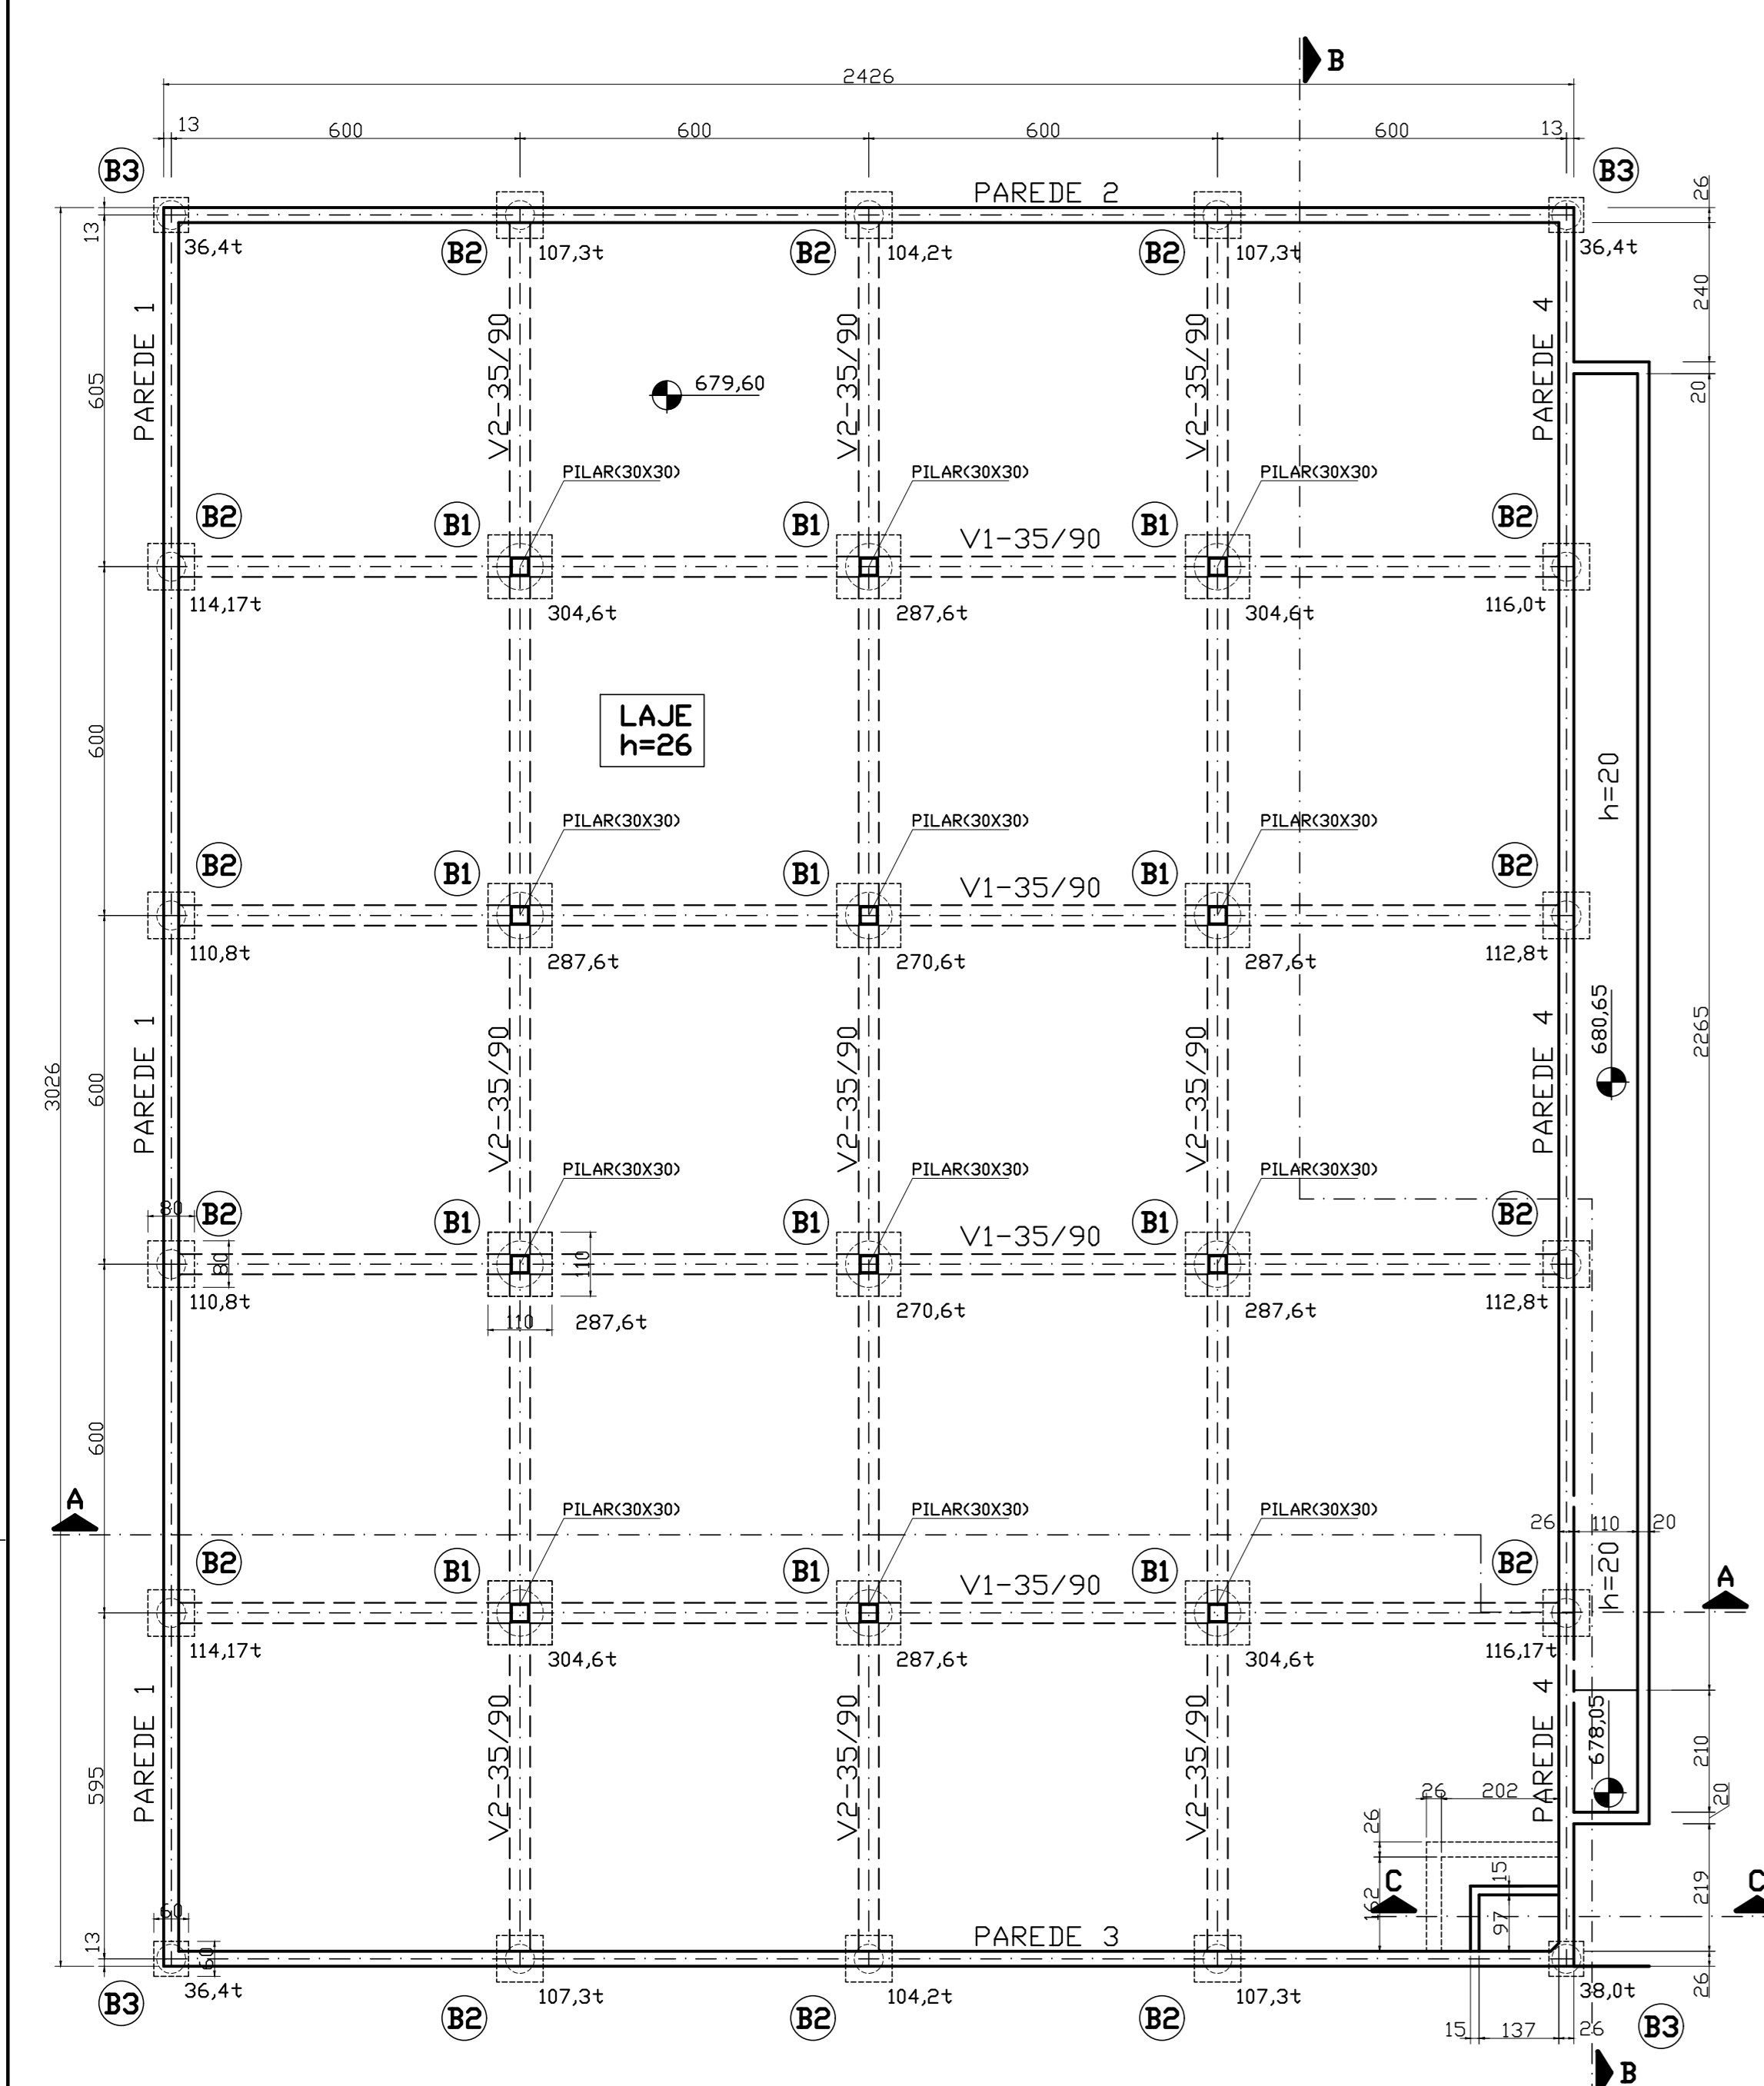 B
2426
13
600
600
600
600
13
B3
B3
PAREDE 2
26
13
36,4t
B2
107,3t
B2
104,2t
B2
107,3t
36,4t
240
PAREDE 1
V2-35/90
V2-35/90
V2-35/90
PAREDE 4
679,60
605
20
PILAR(30X30)
PILAR(30X30)
PILAR(30X30)
B2
B1
B1
V1-35/90
B1
B2
114,17t
304,6t
287,6t
304,6t
116,0t
LAJE
h=26
600
h=20
PILAR(30X30)
PILAR(30X30)
PILAR(30X30)
B2
B1
B1
V1-35/90
B1
B2
110,8t
287,6t
270,6t
287,6t
112,8t
680,65
2265
3026
600
PAREDE 1
V2-35/90
V2-35/90
V2-35/90
PAREDE 4
PILAR(30X30)
PILAR(30X30)
PILAR(30X30)
80
B2
B1
B1
V1-35/90
B1
B2
80
110
110,8t
110
287,6t
270,6t
287,6t
112,8t
600
A
PILAR(30X30)
PILAR(30X30)
PILAR(30X30)
26
110
20
B2
B1
B1
V1-35/90
B1
B2
h=20
A
114,17t
304,6t
287,6t
304,6t
116,17t
PAREDE 1
V2-35/90
V2-35/90
V2-35/90
PAREDE 4
678,05
210
595
26
202
20
26
15
C
C
162
97
219
60
PAREDE 3
13
60
26
36,4t
107,3t
104,2t
107,3t
38,0t
B3
B2
B2
B2
15
137
26
B3
B